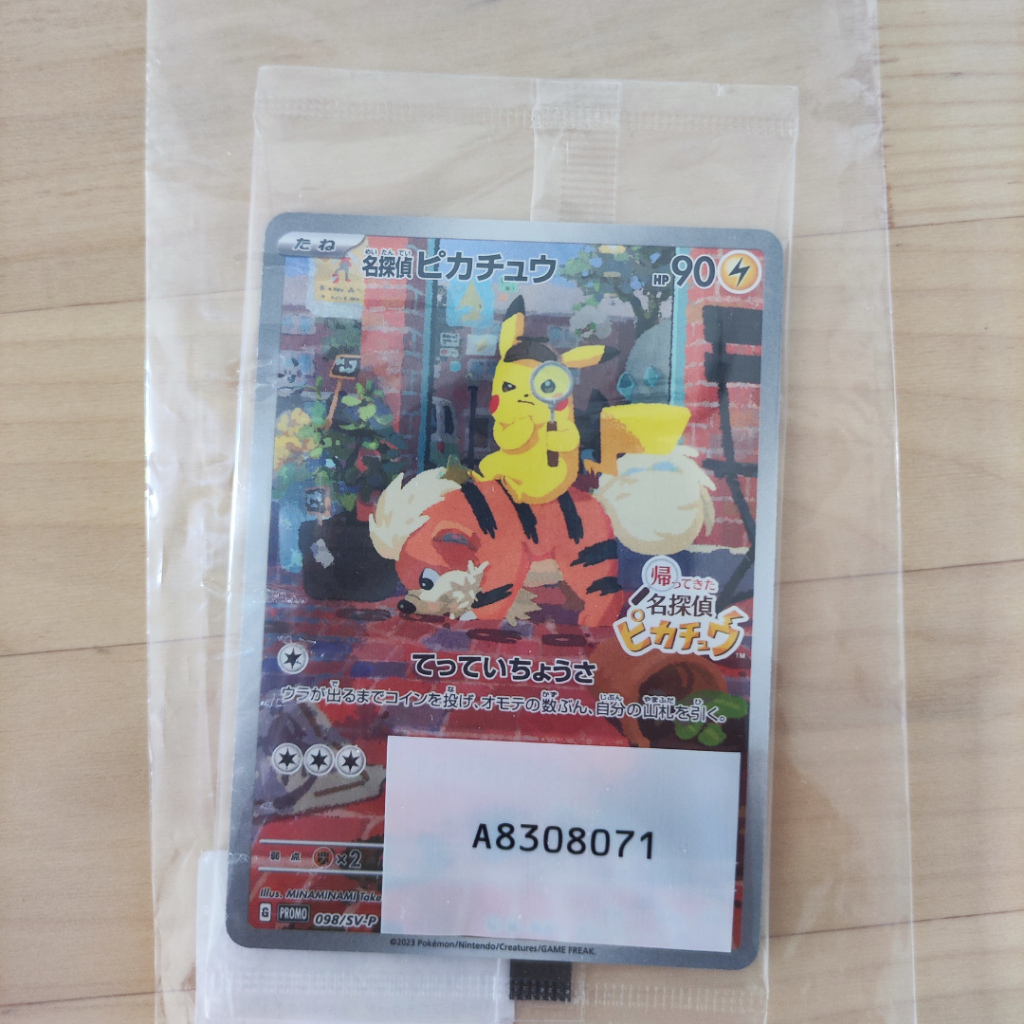 たね
めいたんてい
名探偵ピカチュウ
HP90
帰ってきた
名探偵
ピカチュウ
TM
てっていちょうさ
ウラが出るまでコインを投げ、オモテの数ぶん、自分の山札を引く。
A8308071
弱点 ×2
Illus. MINAMINAMI Take
G PROMO 098/SV-P
©2023 Pokémon/Nintendo/Creatures/GAME FREAK.